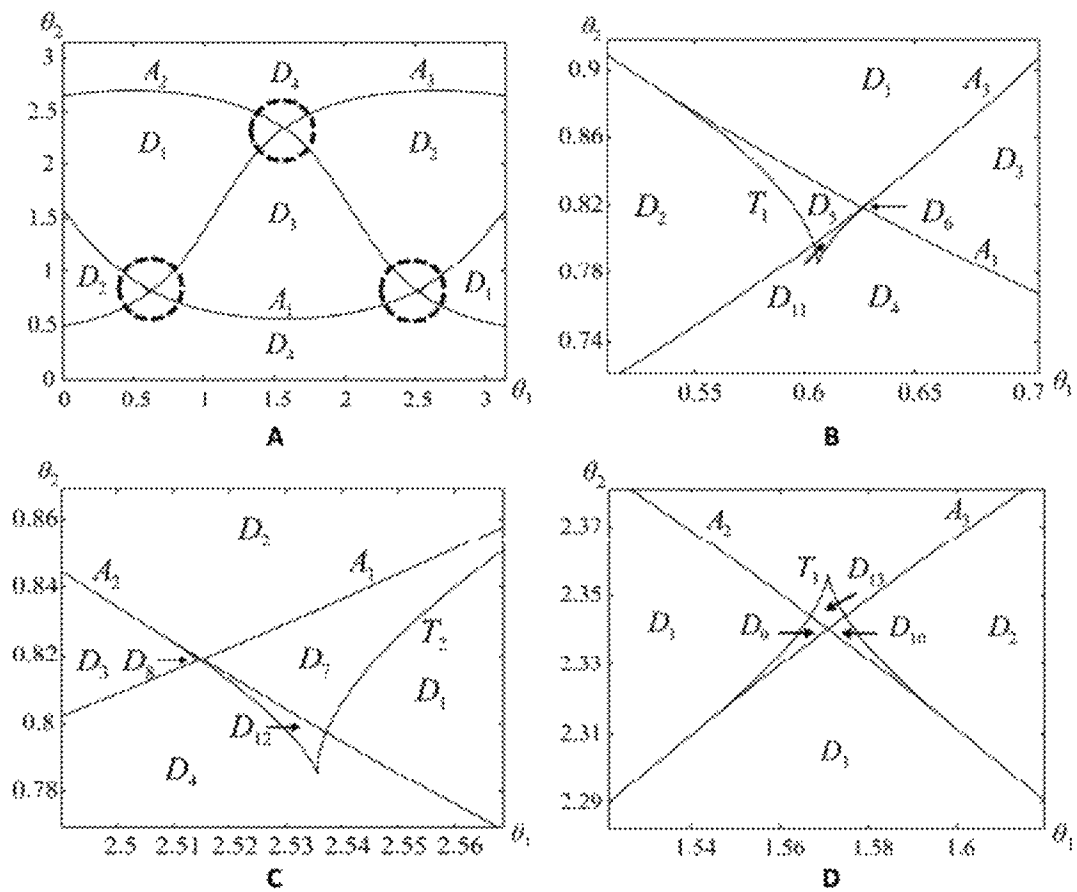 θ₂
3
2.5
2
1.5
1
0.5
0
A₂
D₄
A₃
D₁
D₂
D₃
D₂
D₁
D₄
0
0.5
1
1.5
2
2.5
3
θ₁
A
θ₂
0.9
0.86
0.82
0.78
0.74
D₃
A₃
D₂
T₁
D₅
D₆
A₃
D₁₁
D₄
0.55
0.6
0.65
0.7
θ₁
B
θ₂
0.86
0.84
0.82
0.8
0.78
D₂
A₂
A₃
T₂
D₃
D₈
D₇
D₁
D₁₂
D₄
2.5
2.51
2.52
2.53
2.54
2.55
2.56
θ₁
C
θ₂
2.37
2.35
2.33
2.31
2.29
A₂
A₃
T₃
D₁₃
D₉
D₁₀
D₂
D₃
1.54
1.56
1.58
1.6
θ₁
D